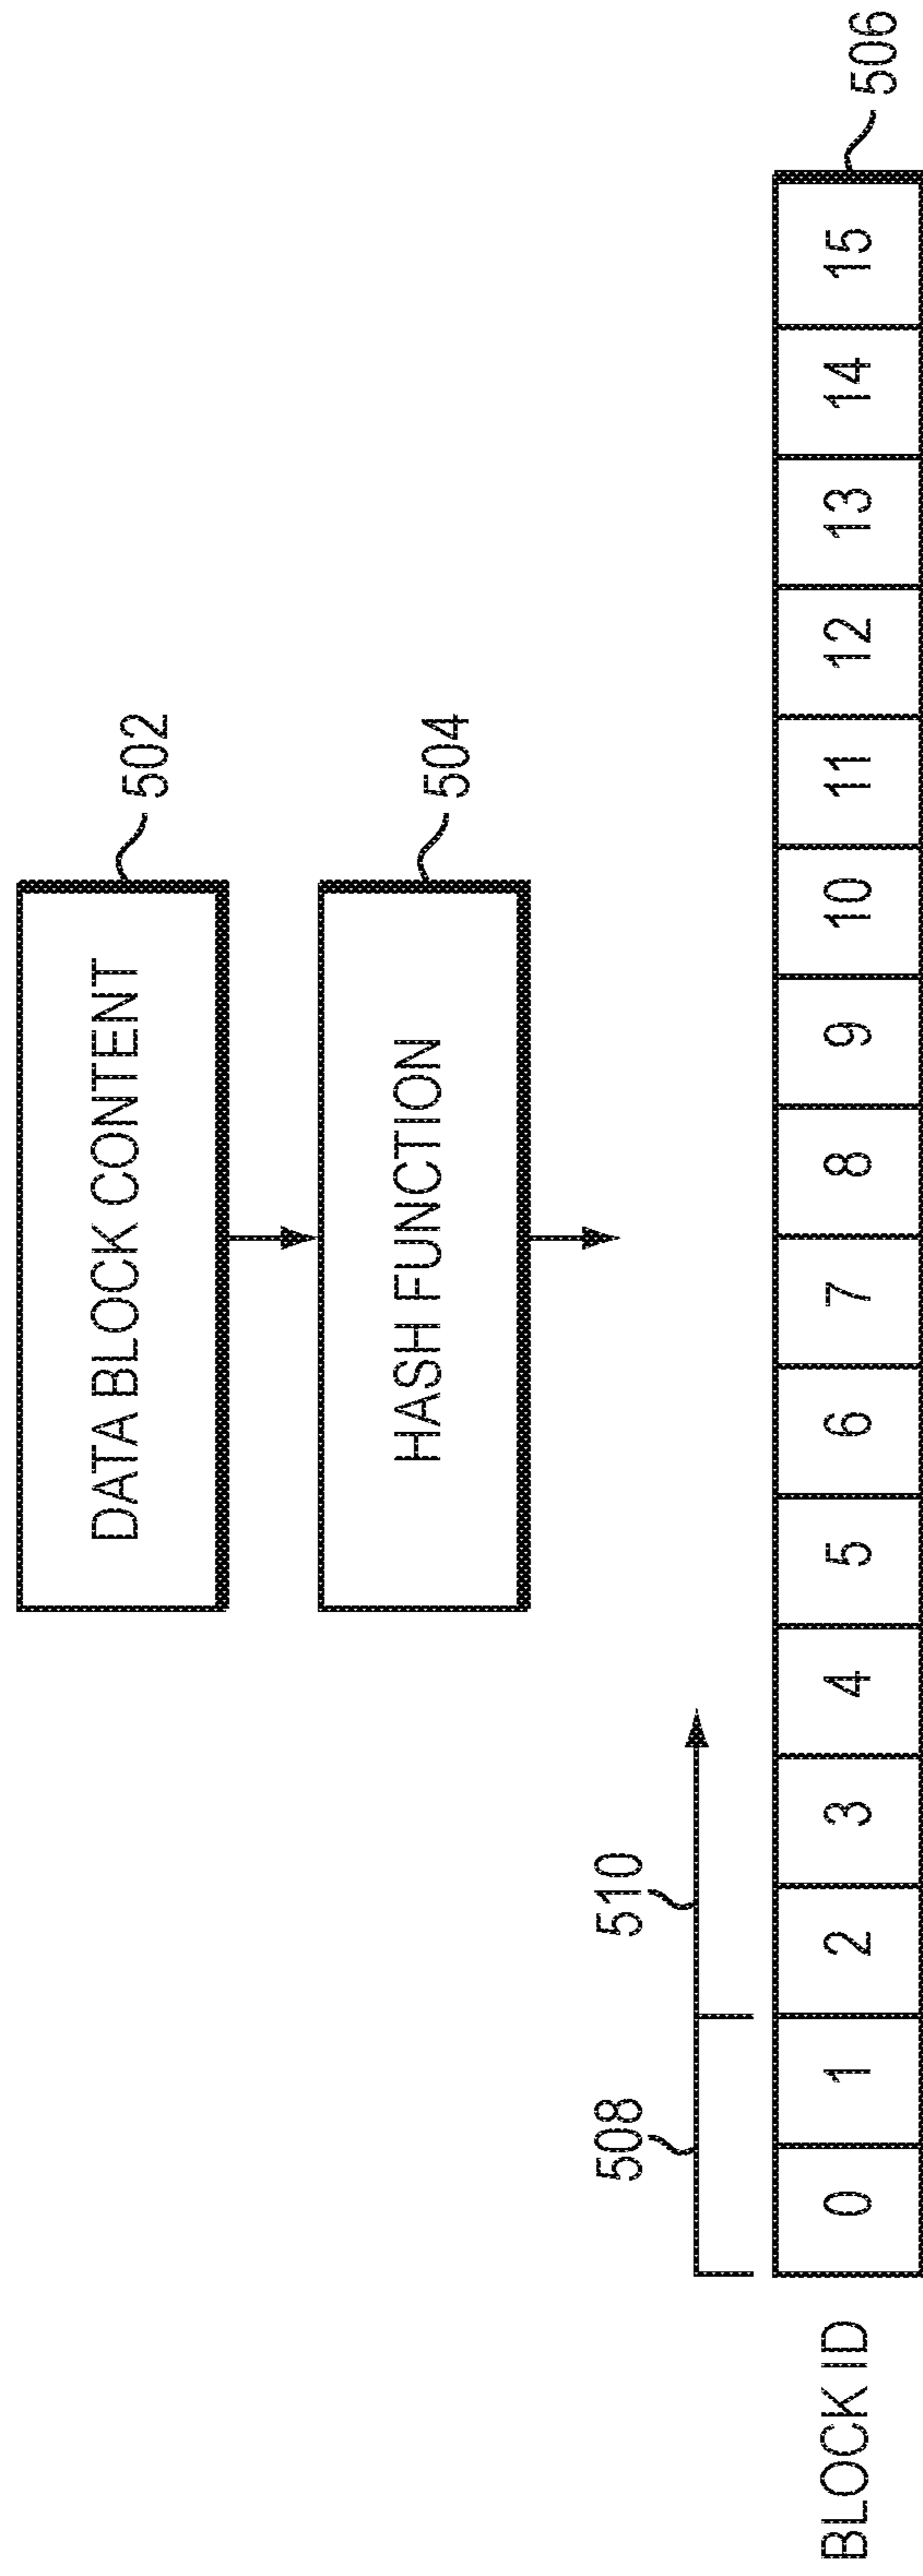 DATA BLOCK CONTENT
502
HASH FUNCTION
504
508
510
BLOCK ID
0 1 2 3 4 5 6 7 8 9 10 11 12 13 14 15
506